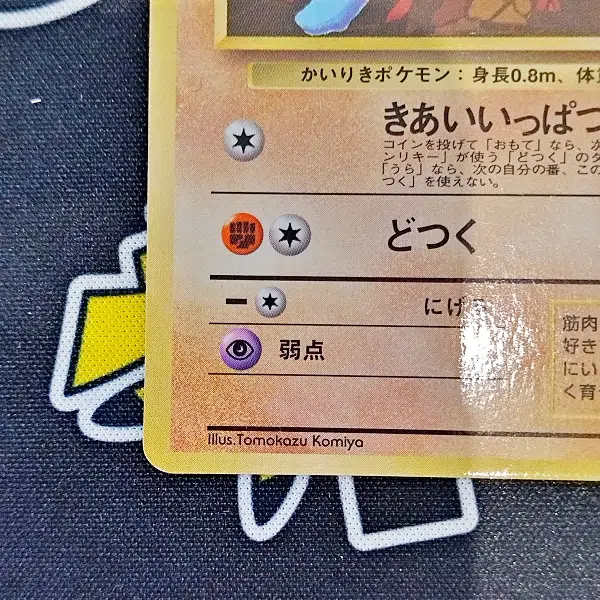 かいりきポケモン：身長0.8m、体
きあいいっぱつ
コインを投げて「おもて」なら、次
ンリキー」が使う「どつく」のダ
「うら」なら、次の自分の番、この
つく」を使えない。
どつく
にげる
弱点
筋肉
好き
にい
く育
Illus.Tomokazu Komiya